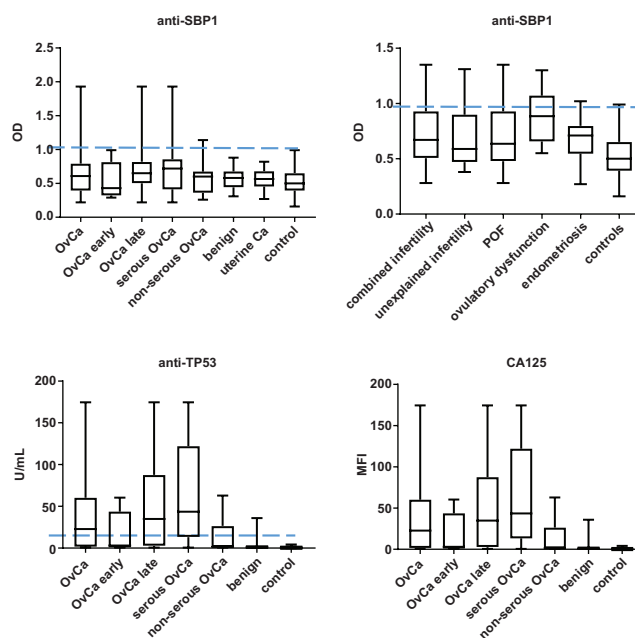 anti-SBP1
2.5
2.0
1.5
1.0
0.5
0.0
OD
OvCa
OvCa early
OvCa late
serous OvCa
non-serous OvCa
benign
uterine Ca
control
anti-SBP1
1.5
1.0
0.5
0.0
OD
combined infertility
unexplained infertility
POF
ovulatory dysfunction
endometriosis
controls
anti-TP53
200
150
100
50
0
U/mL
OvCa
OvCa early
OvCa late
serous OvCa
non-serous OvCa
benign
control
CA125
200
150
100
50
0
MFI
OvCa
OvCa early
OvCa late
serous OvCa
non-serous OvCa
benign
control